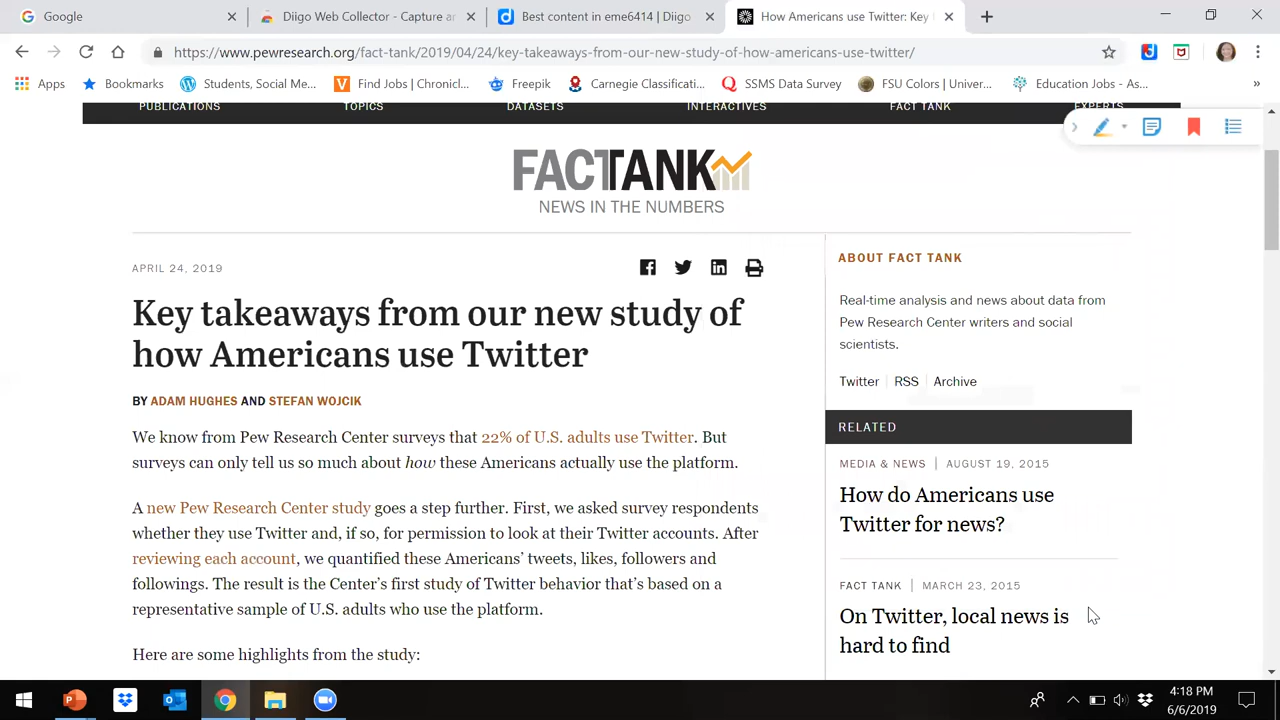 Google
Diigo Web Collector - Capture ar
Best content in eme6414 | Diigo
How Americans use Twitter: Key
https://www.pewresearch.org/fact-tank/2019/04/24/key-takeaways-from-our-new-study-of-how-americans-use-twitter/
Apps Bookmarks Students, Social Me... Find Jobs | Chronicl... Freepik Carnegie Classificati... SSMS Data Survey FSU Colors | Univer... Education Jobs - As...
PUBLICATIONS TOPICS DATASETS INTERACTIVES FACT TANK EXPERTS
FACTANK
NEWS IN THE NUMBERS
APRIL 24, 2019
Key takeaways from our new study of
how Americans use Twitter
BY ADAM HUGHES AND STEFAN WOJCIK
We know from Pew Research Center surveys that 22% of U.S. adults use Twitter. But
surveys can only tell us so much about how these Americans actually use the platform.
A new Pew Research Center study goes a step further. First, we asked survey respondents
whether they use Twitter and, if so, for permission to look at their Twitter accounts. After
reviewing each account, we quantified these Americans' tweets, likes, followers and
followings. The result is the Center's first study of Twitter behavior that's based on a
representative sample of U.S. adults who use the platform.
Here are some highlights from the study:
ABOUT FACT TANK
Real-time analysis and news about data from
Pew Research Center writers and social
scientists.
Twitter RSS Archive
RELATED
MEDIA & NEWS | AUGUST 19, 2015
How do Americans use
Twitter for news?
FACT TANK | MARCH 23, 2015
On Twitter, local news is
hard to find
4:18 PM
6/6/2019